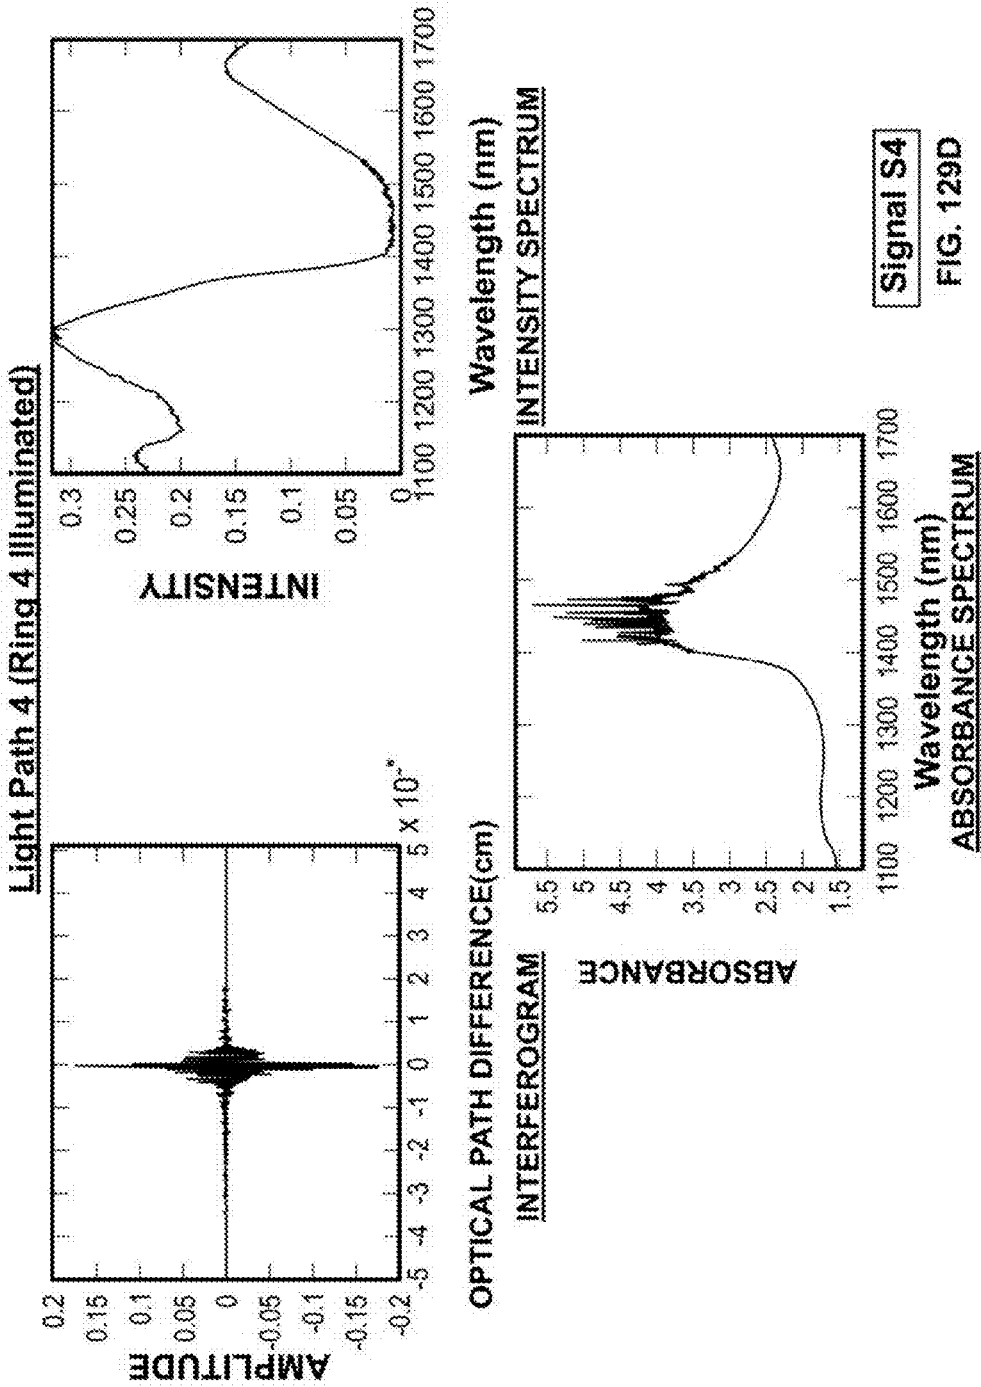 Light Path 4 (Ring 4 Illuminated)
AMPLITUDE
0.2
0.15
0.1
0.05
0
-0.05
-0.1
-0.15
-0.2
-5 -4 -3 -2 -1 0 1 2 3 4 5
OPTICAL PATH DIFFERENCE(cm)
INTERFEROGRAM
INTENSITY
0.3
0.25
0.2
0.15
0.1
0.05
0
1100 1200 1300 1400 1500 1600 1700
Wavelength (nm)
INTENSITY SPECTRUM
ABSORBANCE
5.5
5
4.5
4
3.5
3
2.5
2
1.5
1100 1200 1300 1400 1500 1600 1700
Wavelength (nm)
ABSORBANCE SPECTRUM
Signal S4
FIG. 129D